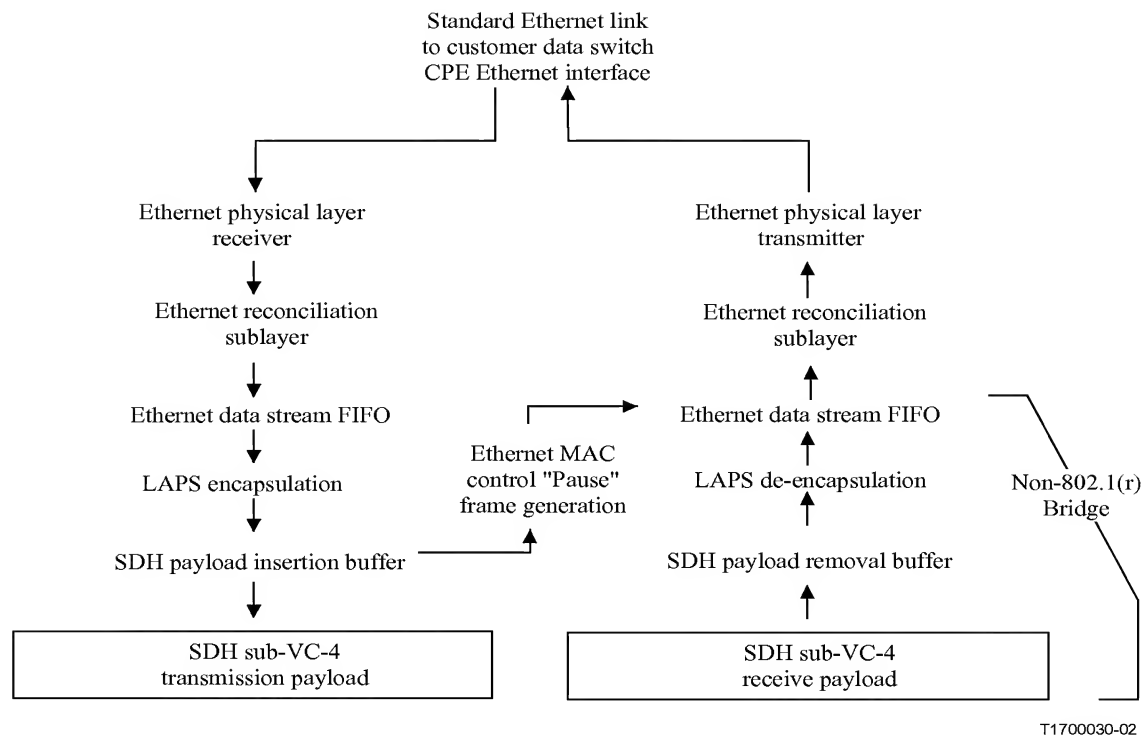 Standard Ethernet link
to customer data switch
CPE Ethernet interface
Ethernet physical layer
receiver
Ethernet reconciliation
sublayer
Ethernet data stream FIFO
LAPS encapsulation
SDH payload insertion buffer
SDH sub-VC-4
transmission payload
Ethernet MAC
control "Pause"
frame generation
Ethernet physical layer
transmitter
Ethernet reconciliation
sublayer
Ethernet data stream FIFO
LAPS de-encapsulation
SDH payload removal buffer
SDH sub-VC-4
receive payload
Non-802.1(r)
Bridge
T1700030-02